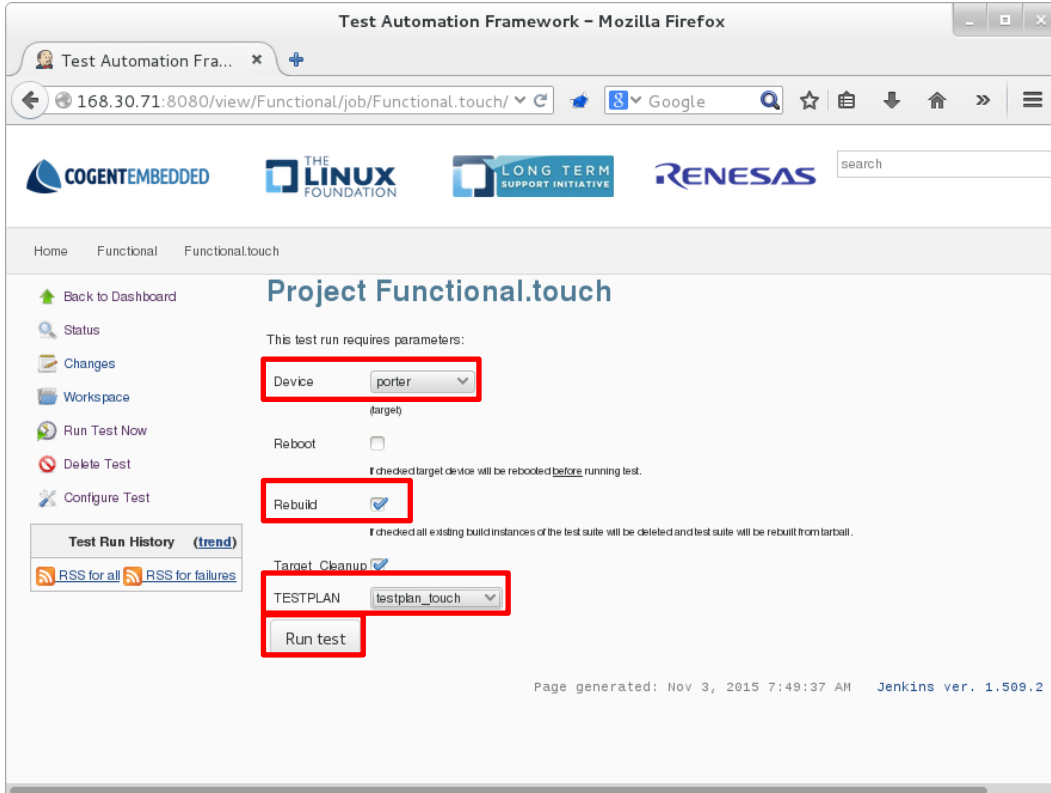 Test Automation Framework – Mozilla Firefox
Test Automation Fra...
168.30.71:8080/view/Functional/job/Functional.touch/
Google
COGENTEMBEDDED
THE LINUX FOUNDATION
LONG TERM
SUPPORT INITIATIVE
RENESAS
search
Home Functional Functional.touch
Back to Dashboard
Status
Changes
Workspace
Run Test Now
Delete Test
Configure Test
Test Run History (trend)
RSS for all RSS for failures
Project Functional.touch
This test run requires parameters:
Device porter
(target)
Reboot
If checked target device will be rebooted before running test.
Rebuild
If checked all existing build instances of the test suite will be deleted and test suite will be rebuilt from tarball.
Target_Cleanup
TESTPLAN testplan_touch
Run test
Page generated: Nov 3, 2015 7:49:37 AM Jenkins ver. 1.509.2